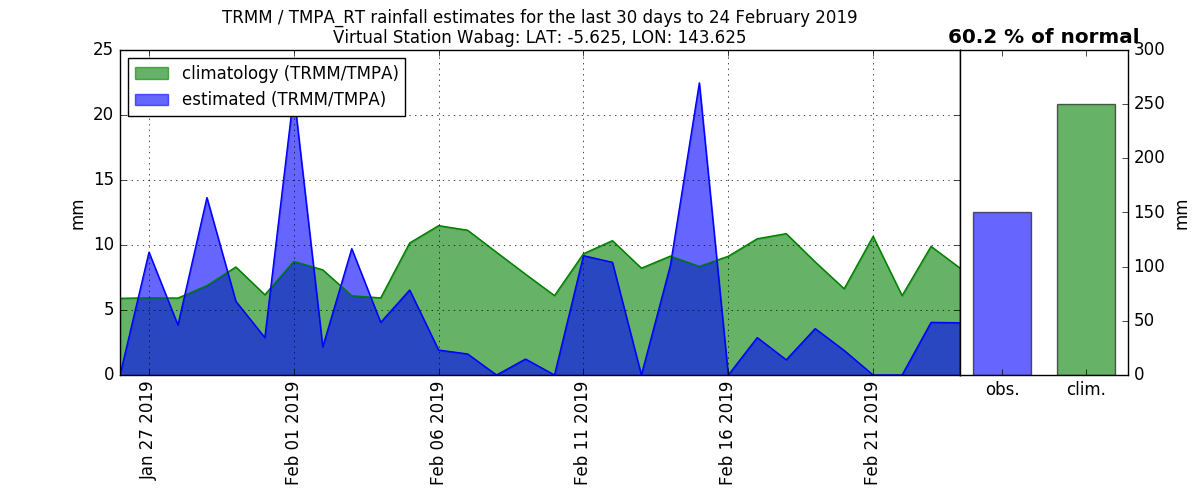 TRMM / TMPA_RT rainfall estimates for the last 30 days to 24 February 2019
Virtual Station Wabag: LAT: -5.625, LON: 143.625
60.2 % of normal
climatology (TRMM/TMPA)
estimated (TRMM/TMPA)
25
20
15
10
5
0
mm
Jan 27 2019
Feb 01 2019
Feb 06 2019
Feb 11 2019
Feb 16 2019
Feb 21 2019
obs.
clim.
300
250
200
150
100
50
0
mm